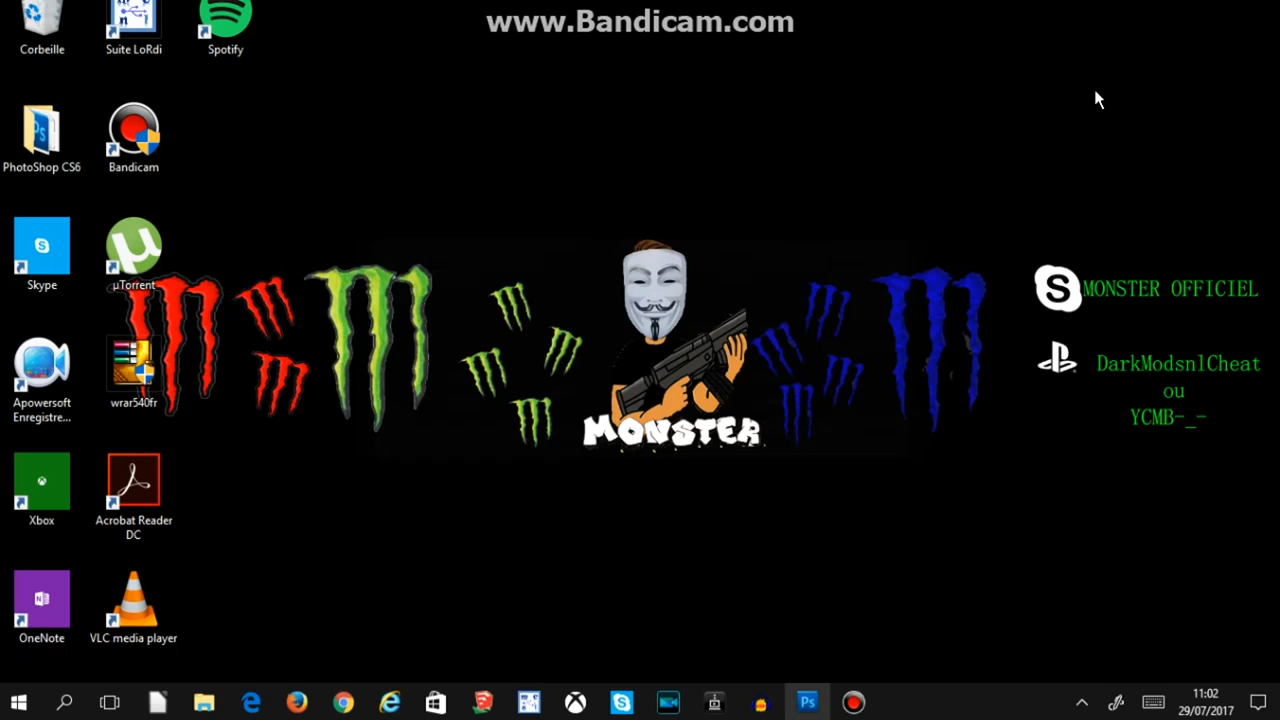 www.Bandicam.com
Corbeille
Suite LoRdi
Spotify
PhotoShop CS6
Bandicam
Skype
µTorrent
MONSTER OFFICIEL
DarkModsnlCheat
ou
YCMB-_-
MONSTER
Apowersoft
Enregistre...
wrar540fr
Xbox
Acrobat Reader
DC
OneNote
VLC media player
11:02
29/07/2017